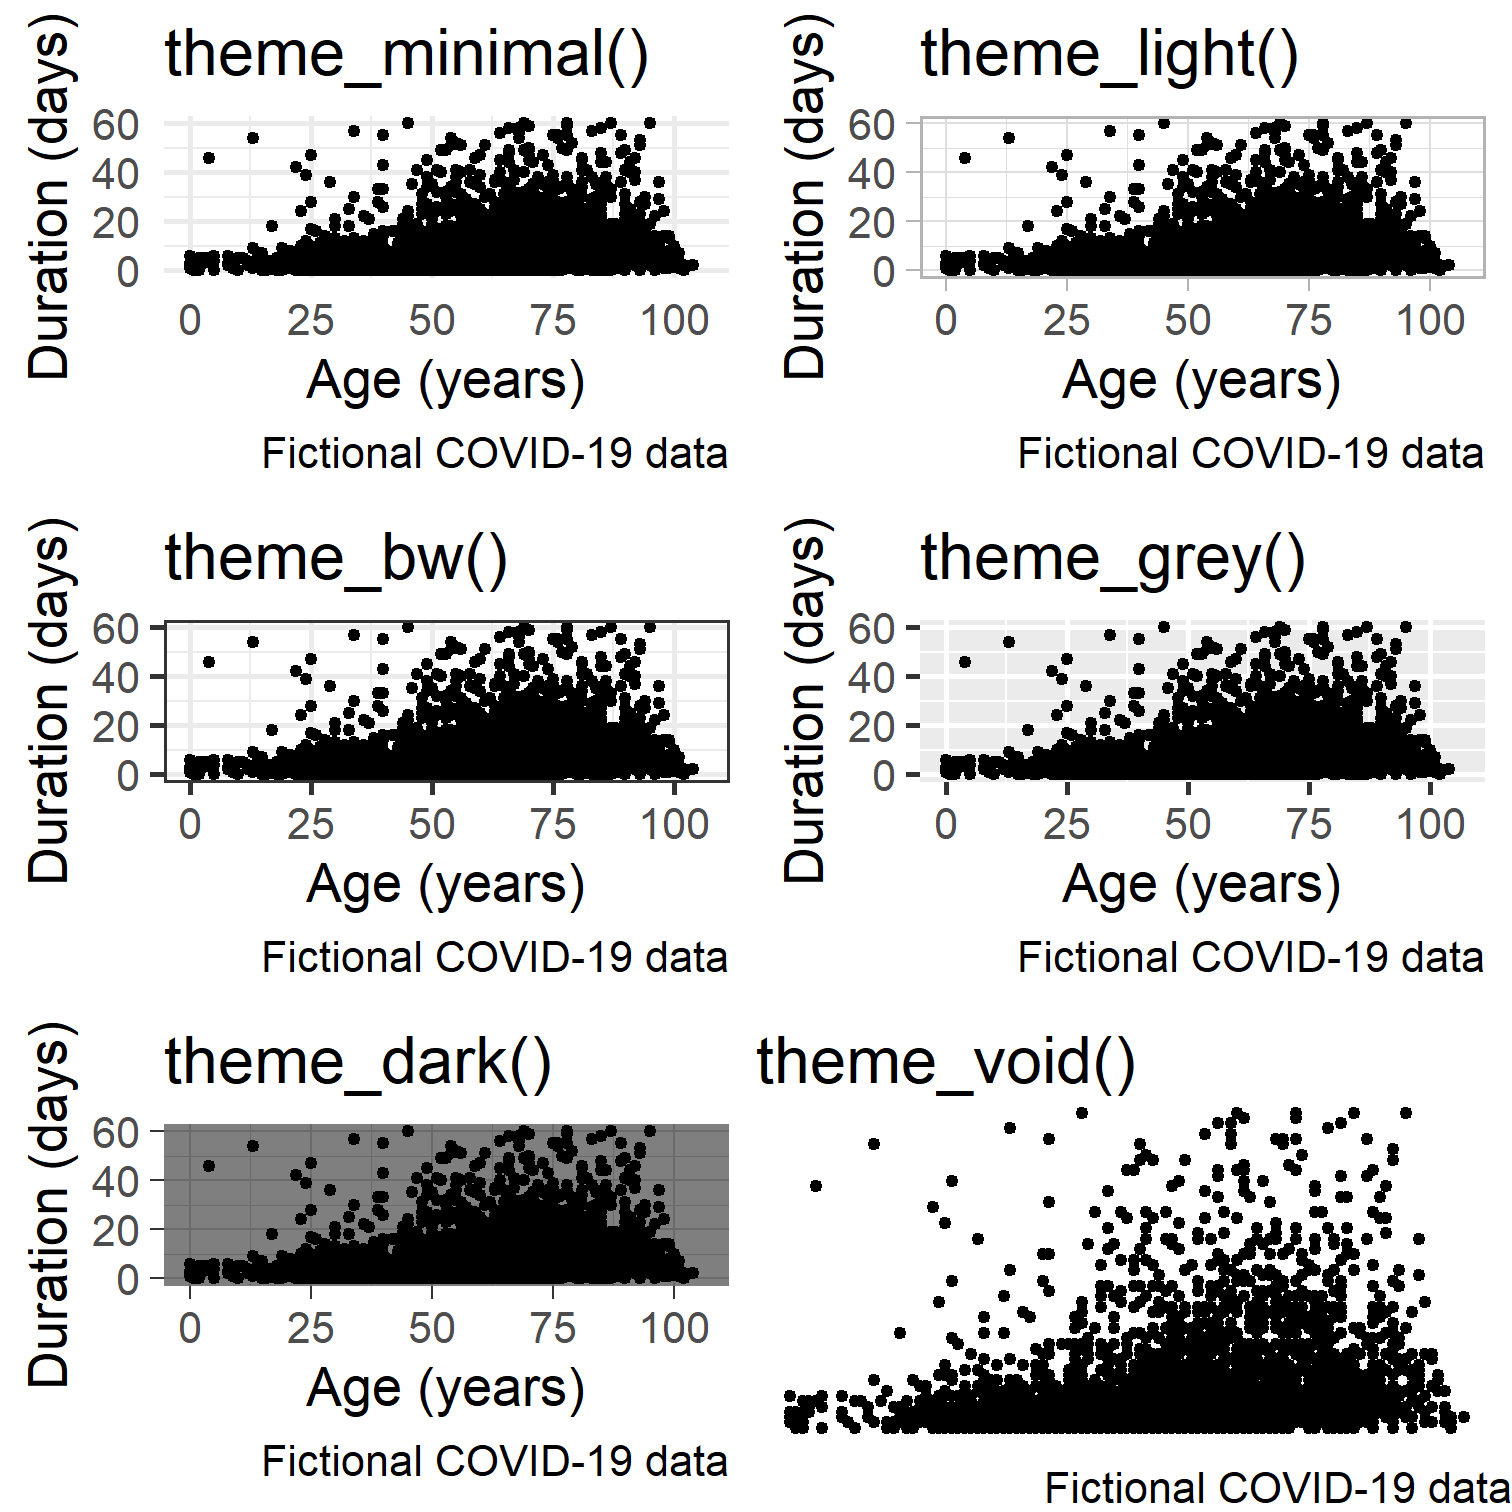 theme_minimal()
Duration (days)
60
40
20
0
0 25 50 75 100
Age (years)
Fictional COVID-19 data
theme_light()
Duration (days)
60
40
20
0
0 25 50 75 100
Age (years)
Fictional COVID-19 data
theme_bw()
Duration (days)
60
40
20
0
0 25 50 75 100
Age (years)
Fictional COVID-19 data
theme_grey()
Duration (days)
60
40
20
0
0 25 50 75 100
Age (years)
Fictional COVID-19 data
theme_dark()
Duration (days)
60
40
20
0
0 25 50 75 100
Age (years)
Fictional COVID-19 data
theme_void()
Fictional COVID-19 data